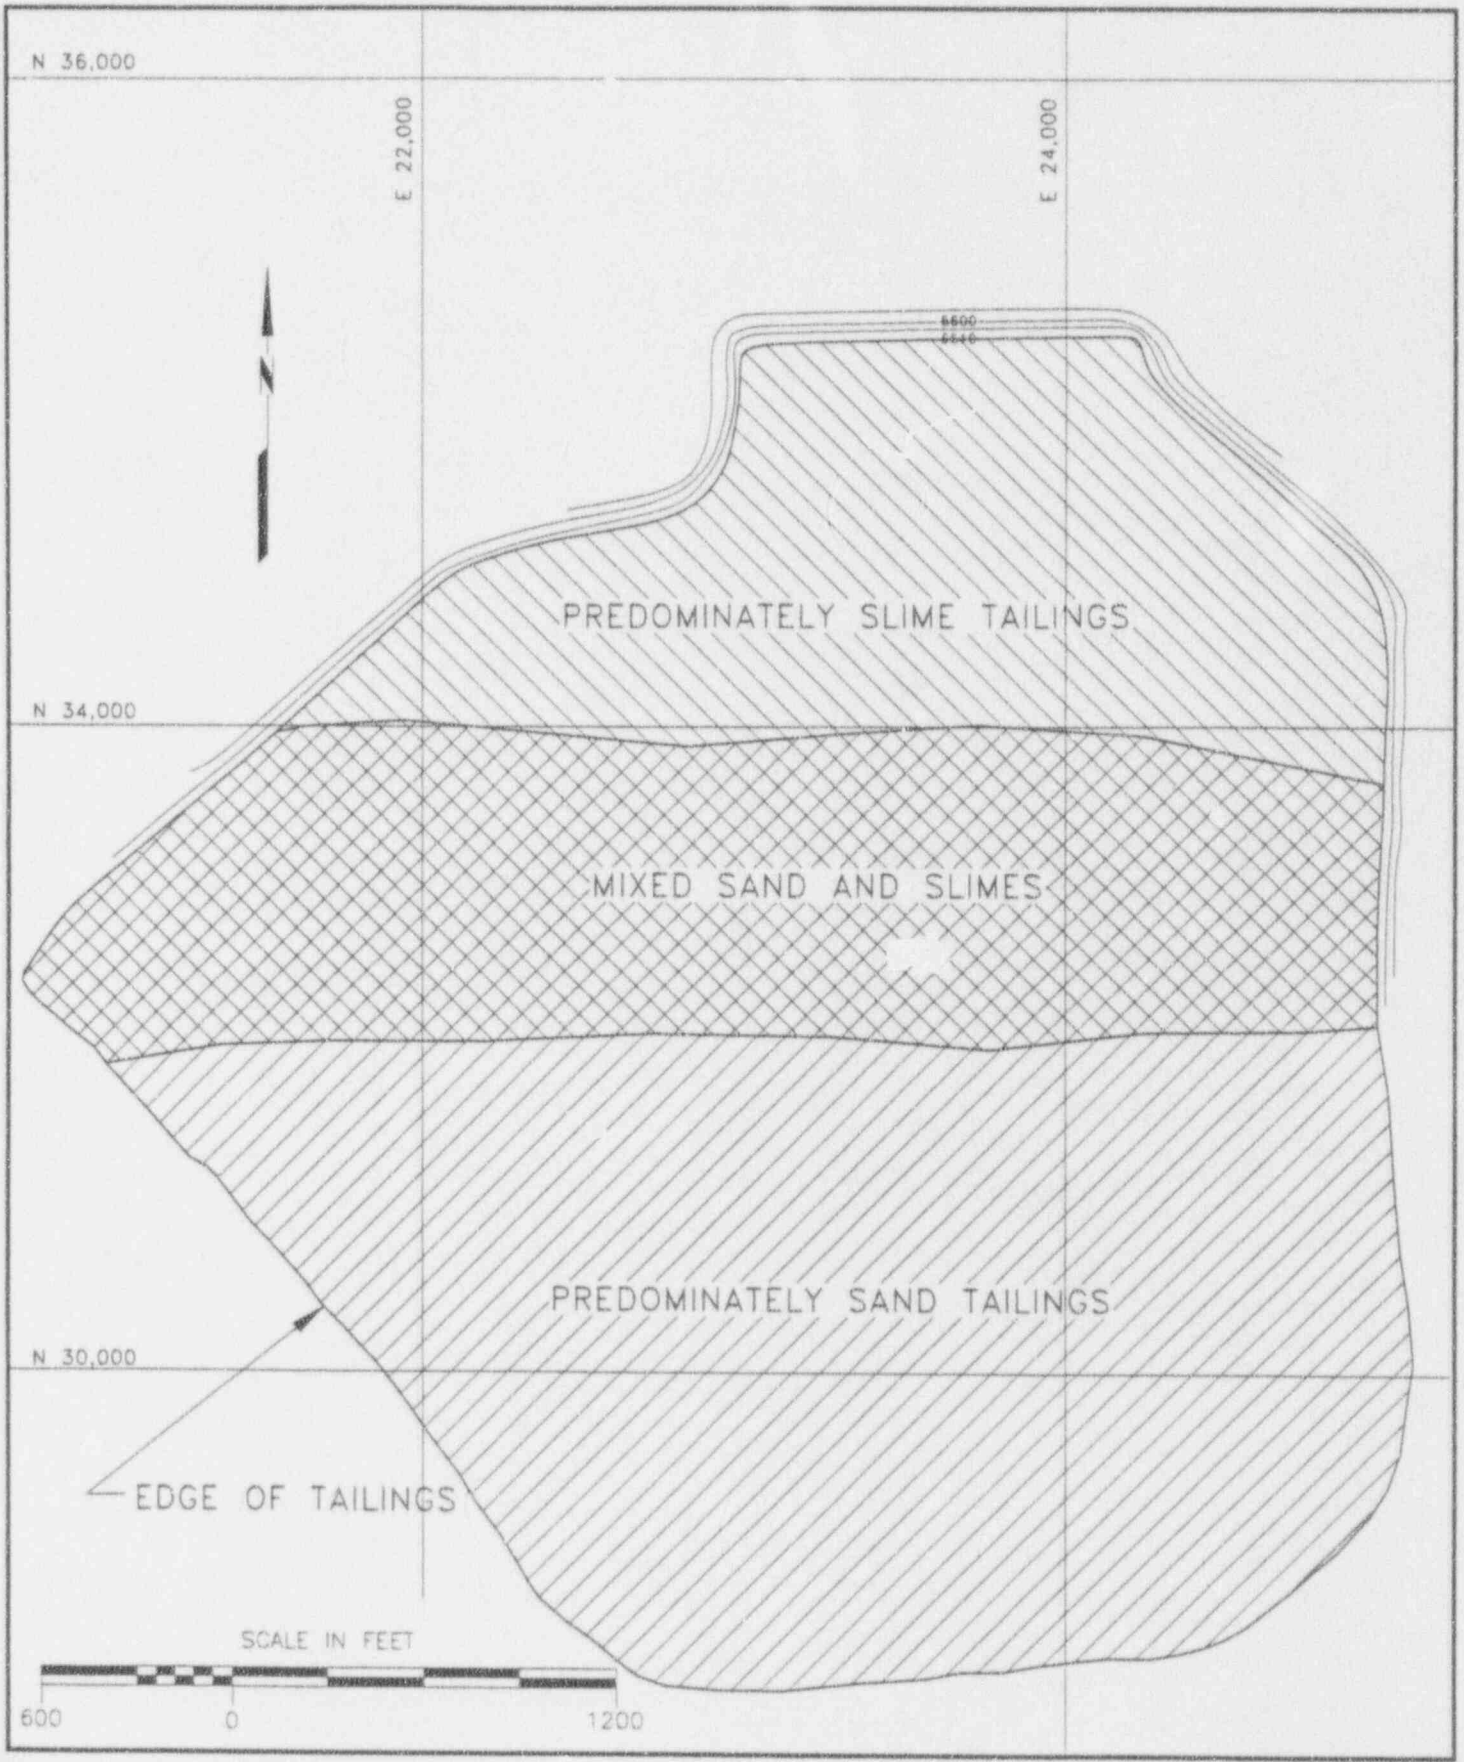 N 36,000
E 22,000
E 24,000
N
PREDOMINATELY SLIME TAILINGS
N 34,000
MIXED SAND AND SLIMES
PREDOMINATELY SAND TAILINGS
N 30,000
EDGE OF TAILINGS
SCALE IN FEET
600 0 1200